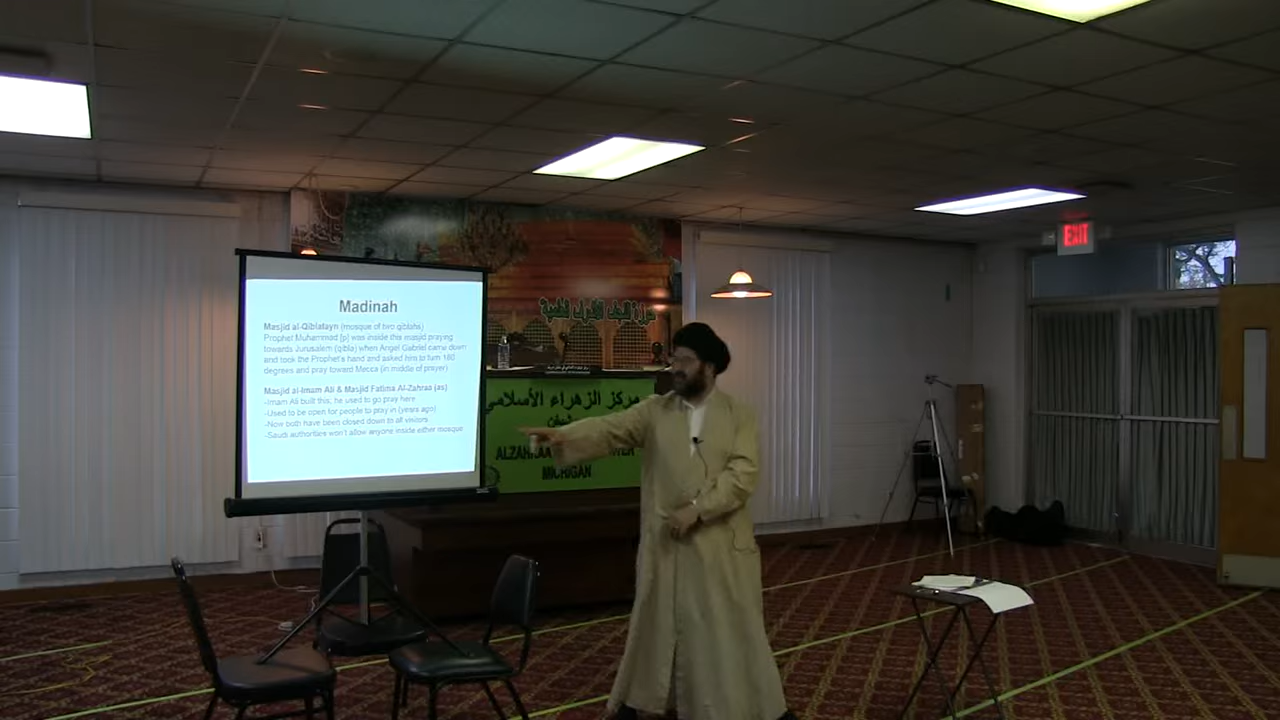 Madinah
Masjid al-Qiblatayn (mosque of two qiblahs)
Prophet Muhammad [p] was inside this masjid praying
towards Jerusalem (qibla) when Angel Gabriel came down
and took the Prophet's hand and asked him to turn 180
degrees and pray toward Mecca (in middle of prayer)
Masjid al-Imam Ali & Masjid Fatima Al-Zahraa (as)
-Imam Ali built this, he used to go pray here
-Used to be open for people to pray in (years ago)
-Now both have been closed down to all visitors
-Saudi authorities won't allow anyone inside either mosque
مركز الزهراء الأسلامي
ALZAHRAA
MICHIGAN
EXIT